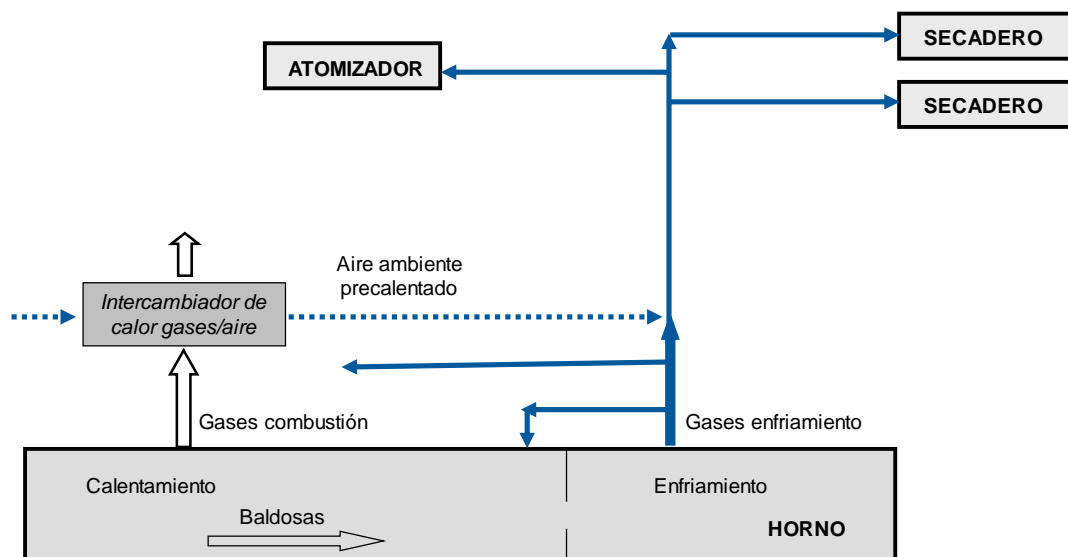 SECADERO
ATOMIZADOR
SECADERO
Aire ambiente
precalentado
Intercambiador de
calor gases/aire
Gases combustión
Gases enfriamiento
Calentamiento
Enfriamiento
Baldosas
HORNO